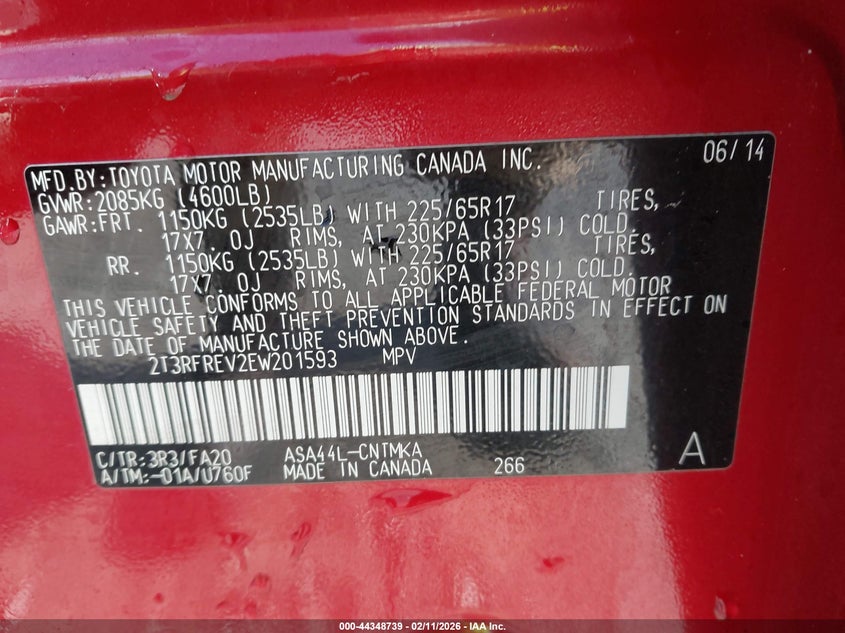 MFD.BY:TOYOTA MOTOR MANUFACTURING CANADA INC. 06/14
GVWR:2085KG (4600LB)
GAWR:FRT. 1150KG (2535LB) WITH 225/65R17 TIRES,
17X7.0J RIMS, AT 230KPA (33PSI) COLD.
RR. 1150KG (2535LB) WITH 225/65R17 TIRES,
17X7.0J RIMS, AT 230KPA (33PSI) COLD.
THIS VEHICLE CONFORMS TO ALL APPLICABLE FEDERAL MOTOR
VEHICLE SAFETY AND THEFT PREVENTION STANDARDS IN EFFECT ON
THE DATE OF MANUFACTURE SHOWN ABOVE.
2T3RFREV2EW201593 MPV
C/TR:3R3/FA20 ASA44L-CNTMKA
A/TM:-01A/U760F MADE IN CANADA 266 A
000-44348739 - 02/11/2026 - IAA Inc.